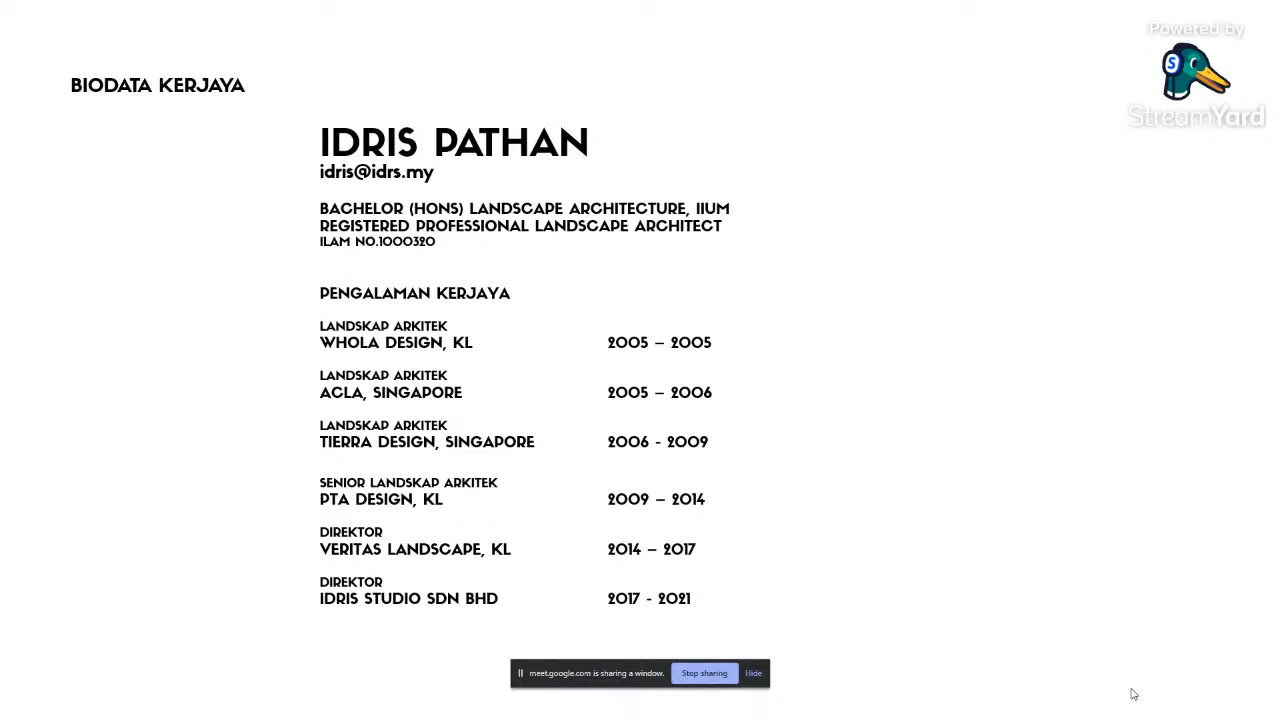 Powered by
S
StreamYard
BIODATA KERJAYA
IDRIS PATHAN
idris@idrs.my
BACHELOR (HONS) LANDSCAPE ARCHITECTURE, IIUM
REGISTERED PROFESSIONAL LANDSCAPE ARCHITECT
ILAM NO.1000320
PENGALAMAN KERJAYA
LANDSKAP ARKITEK
WHOLA DESIGN, KL 2005 – 2005
LANDSKAP ARKITEK
ACLA, SINGAPORE 2005 – 2006
LANDSKAP ARKITEK
TIERRA DESIGN, SINGAPORE 2006 - 2009
SENIOR LANDSKAP ARKITEK
PTA DESIGN, KL 2009 – 2014
DIREKTOR
VERITAS LANDSCAPE, KL 2014 – 2017
DIREKTOR
IDRIS STUDIO SDN BHD 2017 - 2021
meet.google.com is sharing a window. Stop sharing Hide